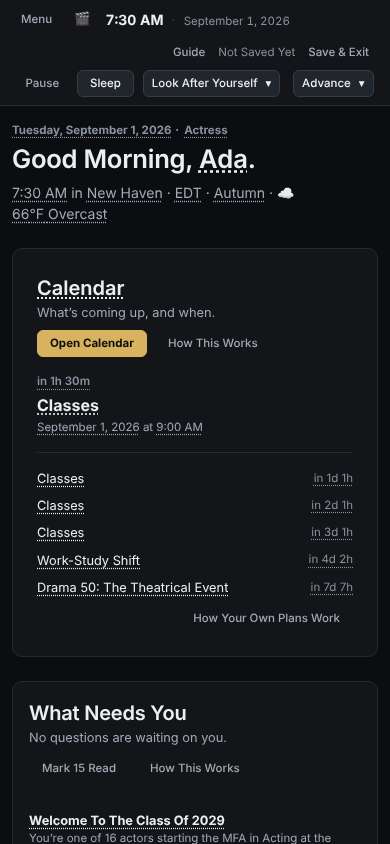 Menu 🎬 7:30 AM · September 1, 2026
Guide Not Saved Yet Save & Exit
Pause Sleep Look After Yourself ▾ Advance ▾
Tuesday, September 1, 2026 · Actress
Good Morning, Ada.
7:30 AM in New Haven · EDT · Autumn · ☁️
66°F Overcast
Calendar
What's coming up, and when.
Open Calendar How This Works
in 1h 30m
Classes
September 1, 2026 at 9:00 AM
Classes in 1d 1h
Classes in 2d 1h
Classes in 3d 1h
Work-Study Shift in 4d 2h
Drama 50: The Theatrical Event in 7d 7h
How Your Own Plans Work
What Needs You
No questions are waiting on you.
Mark 15 Read How This Works
Welcome To The Class Of 2029
You're one of 16 actors starting the MFA in Acting at the